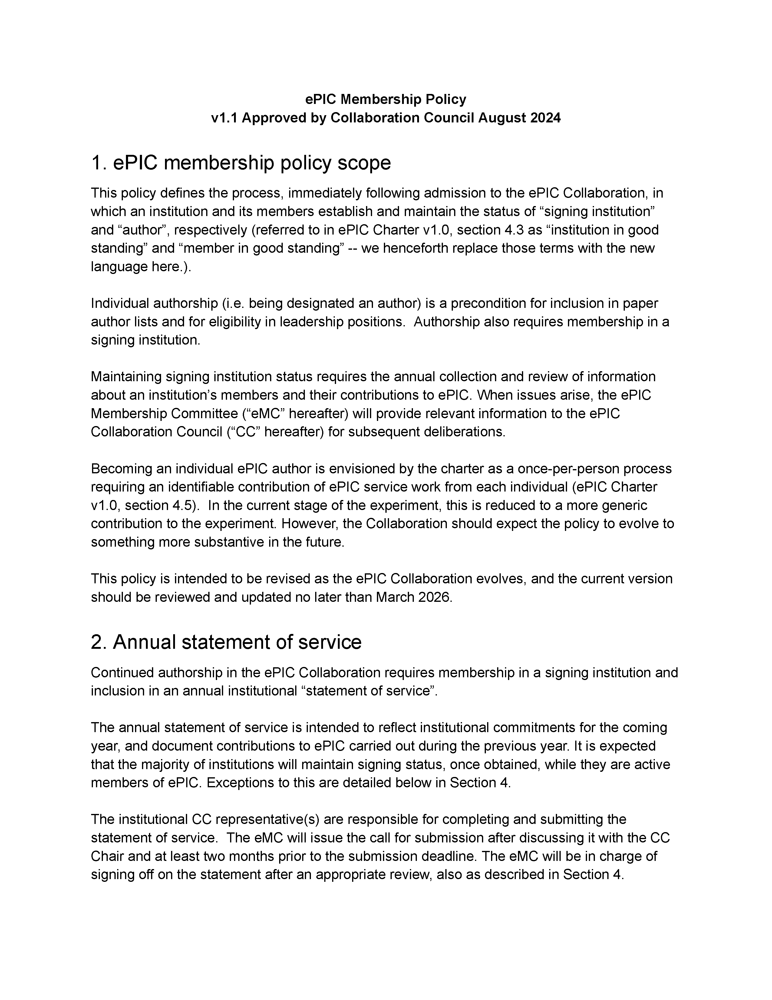 ePIC Membership Policy
v1.1 Approved by Collaboration Council August 2024
1. ePIC membership policy scope
This policy defines the process, immediately following admission to the ePIC Collaboration, in
which an institution and its members establish and maintain the status of “signing institution”
and “author”, respectively (referred to in ePIC Charter v1.0, section 4.3 as “institution in good
standing” and “member in good standing” -- we henceforth replace those terms with the new
language here.).
Individual authorship (i.e. being designated an author) is a precondition for inclusion in paper
author lists and for eligibility in leadership positions.  Authorship also requires membership in a
signing institution.
Maintaining signing institution status requires the annual collection and review of information
about an institution’s members and their contributions to ePIC. When issues arise, the ePIC
Membership Committee (“eMC” hereafter) will provide relevant information to the ePIC
Collaboration Council (“CC” hereafter) for subsequent deliberations.
Becoming an individual ePIC author is envisioned by the charter as a once-per-person process
requiring an identifiable contribution of ePIC service work from each individual (ePIC Charter
v1.0, section 4.5).  In the current stage of the experiment, this is reduced to a more generic
contribution to the experiment. However, the Collaboration should expect the policy to evolve to
something more substantive in the future.
This policy is intended to be revised as the ePIC Collaboration evolves, and the current version
should be reviewed and updated no later than March 2026.
2. Annual statement of service
Continued authorship in the ePIC Collaboration requires membership in a signing institution and
inclusion in an annual institutional “statement of service”.
The annual statement of service is intended to reflect institutional commitments for the coming
year, and document contributions to ePIC carried out during the previous year. It is expected
that the majority of institutions will maintain signing status, once obtained, while they are active
members of ePIC. Exceptions to this are detailed below in Section 4.
The institutional CC representative(s) are responsible for completing and submitting the
statement of service.  The eMC will issue the call for submission after discussing it with the CC
Chair and at least two months prior to the submission deadline. The eMC will be in charge of
signing off on the statement after an appropriate review, also as described in Section 4.